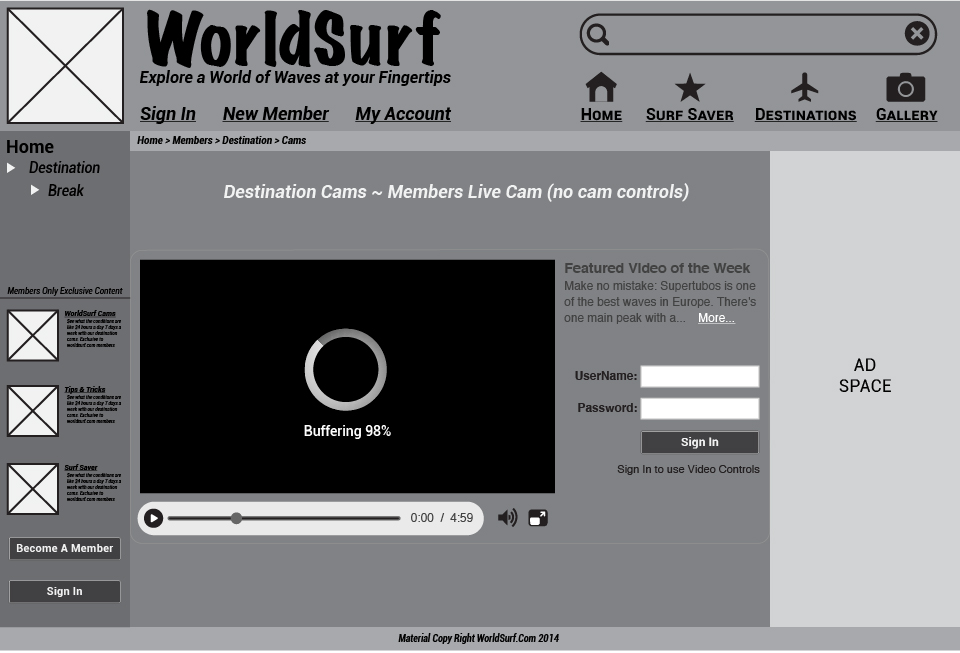 WorldSurf
Explore a World of Waves at your Fingertips
Sign In New Member My Account
Home Surf Saver Destinations Gallery
Home > Members > Destination > Cams
Home
Destination
Break
Members Only Exclusive Content
WorldSurf Cams
See what the conditions are
like 24 hours a day 7 days a
week with our destination
cams. Exclusive to
worldsurf.com members
Tips & Tricks
See what the conditions are
like 24 hours a day 7 days a
week with our destination
cams. Exclusive to
worldsurf.com members
Surf Saver
See what the conditions are
like 24 hours a day 7 days a
week with our destination
cams. Exclusive to
worldsurf.com members
Become A Member
Sign In
Destination Cams ~ Members Live Cam (no cam controls)
Buffering 98%
0:00 / 4:59
Featured Video of the Week
Make no mistake: Supertubos is one
of the best waves in Europe. There's
one main peak with a... More...
UserName:
Password:
Sign In
Sign In to use Video Controls
AD
SPACE
Material Copy Right WorldSurf.Com 2014